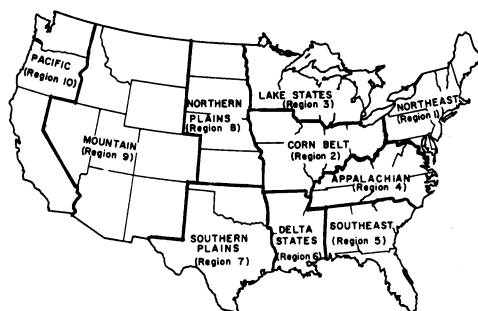 PACIFIC
(Region 10)
LAKE STATES
(Region 3)
NORTHEAST
(Region 1)
NORTHERN
PLAINS
(Region 8)
MOUNTAIN
(Region 9)
CORN BELT
(Region 2)
APPALACHIAN
(Region 4)
SOUTHERN
PLAINS
(Region 7)
DELTA
STATES
(Region 6)
SOUTHEAST
(Region 5)